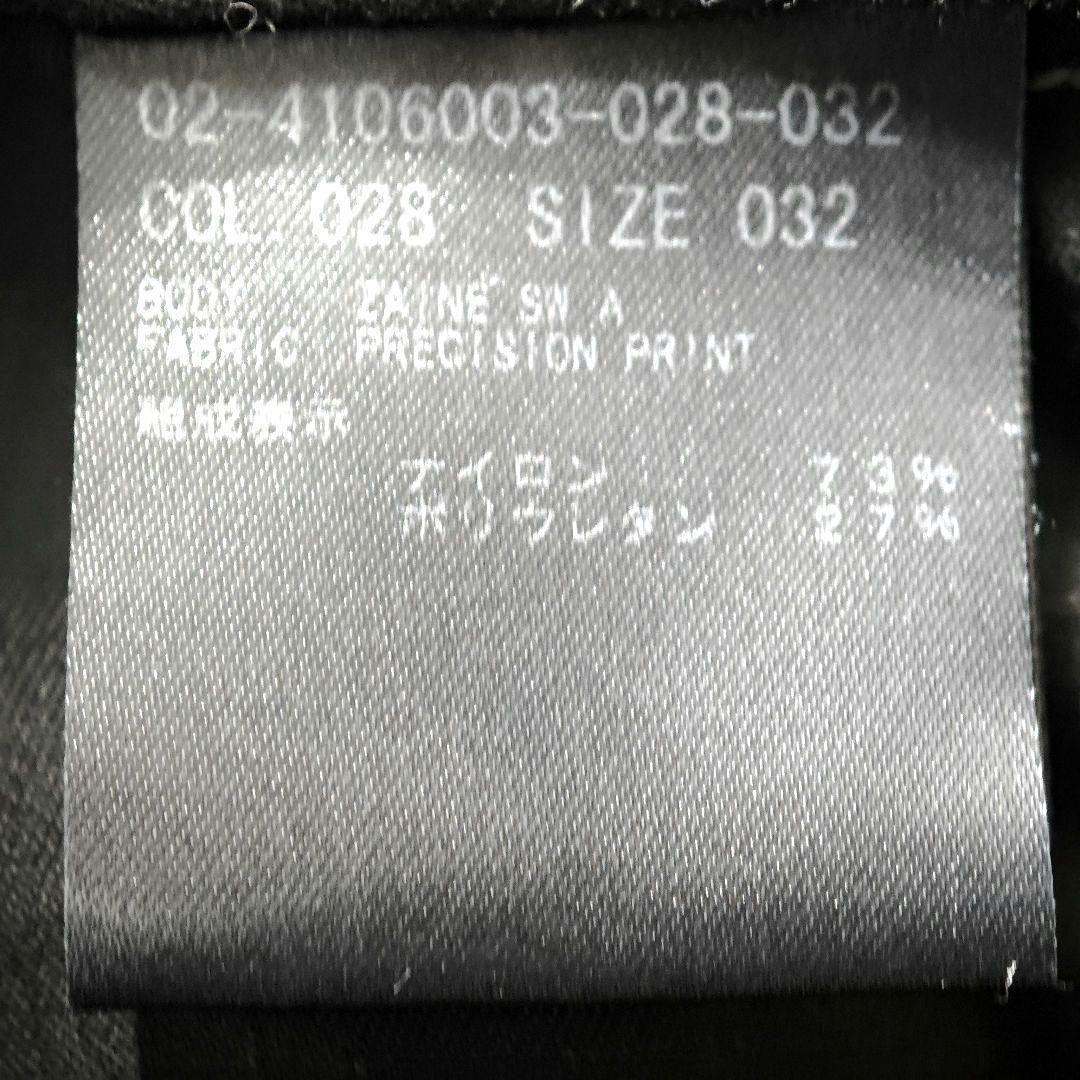 02-4106003-028-032
COL.028 SIZE 032
BODY ZAINE SW A
FABRIC PRECISION PRINT
組成表示
ナイロン 73%
ポリウレタン 27%